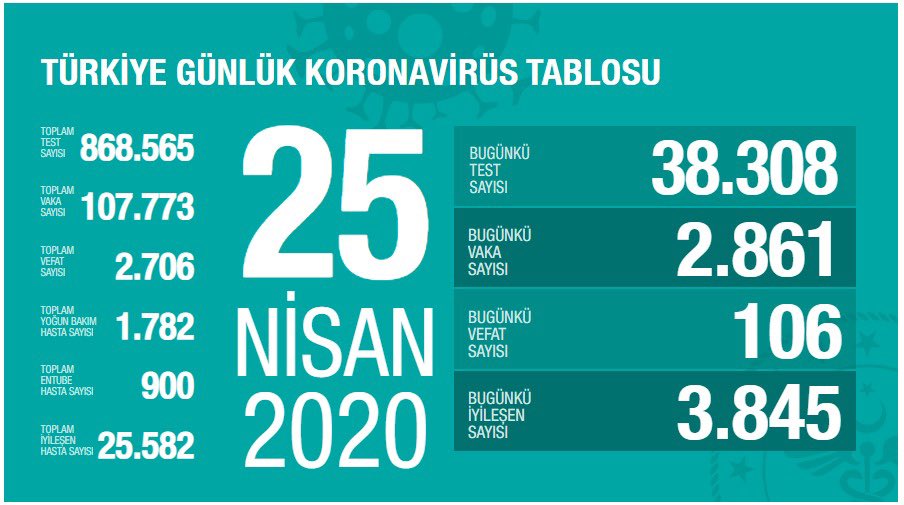 TÜRKİYE GÜNLÜK KORONAVİRÜS TABLOSU
TOPLAM
TEST
SAYISI
868.565
TOPLAM
VAKA
SAYISI
107.773
TOPLAM
VEFAT
SAYISI
2.706
TOPLAM
YOĞUN BAKIM
HASTA SAYISI
1.782
TOPLAM
ENTUBE
HASTA SAYISI
900
TOPLAM
İYİLEŞEN
HASTA SAYISI
25.582
25
NİSAN
2020
BUGÜNKÜ
TEST
SAYISI
38.308
BUGÜNKÜ
VAKA
SAYISI
2.861
BUGÜNKÜ
VEFAT
SAYISI
106
BUGÜNKÜ
İYİLEŞEN
SAYISI
3.845